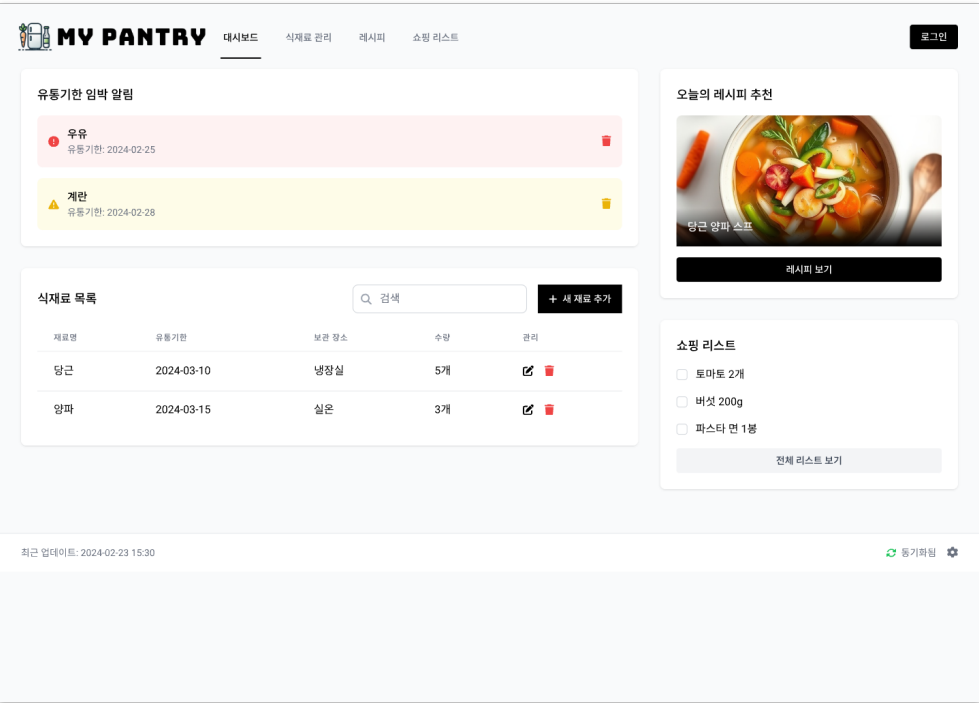 MY PANTRY
대시보드
식재료 관리
레시피
쇼핑 리스트
로그인
유통기한 임박 알림
우유
유통기한: 2024-02-25
계란
유통기한: 2024-02-28
오늘의 레시피 추천
당근 양파 스프
레시피 보기
식재료 목록
검색
+ 새 재료 추가
재료명 유통기한 보관 장소 수량 관리
당근 2024-03-10 냉장실 5개
양파 2024-03-15 실온 3개
쇼핑 리스트
토마토 2개
버섯 200g
파스타 면 1봉
전체 리스트 보기
최근 업데이트: 2024-02-23 15:30
동기화됨